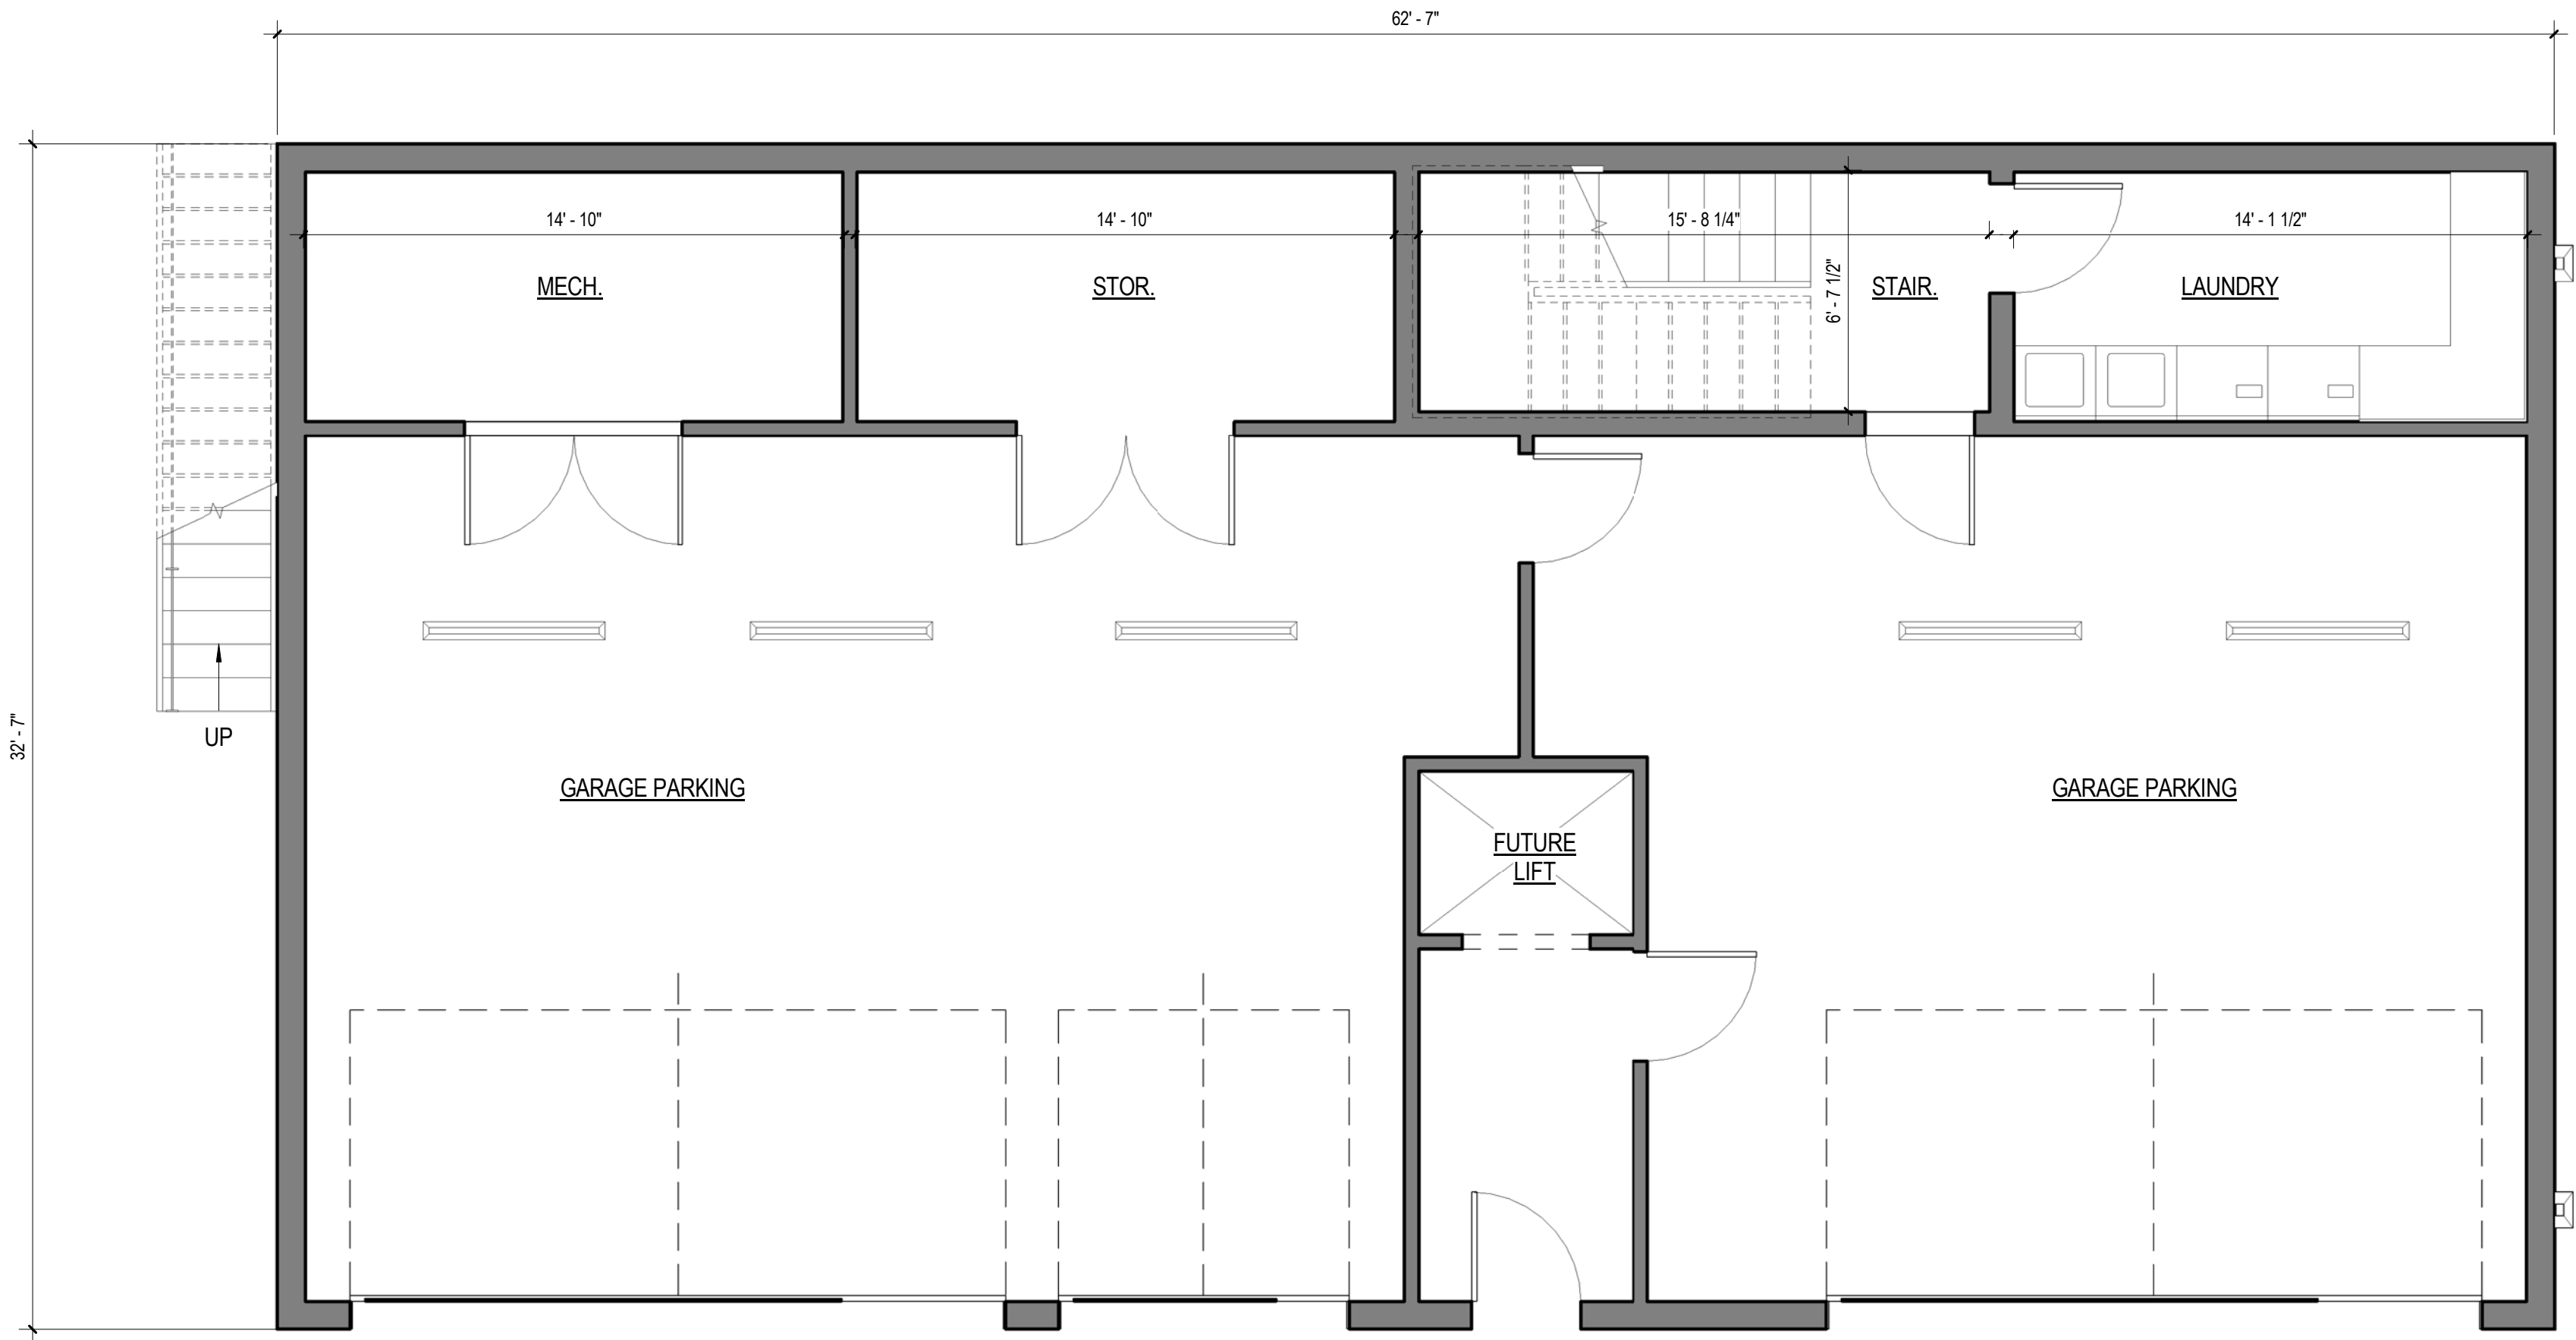 62' - 7"
14' - 10"
14' - 10"
15' - 8 1/4"
14' - 1 1/2"
6' - 7 1/2"
MECH.
STOR.
STAIR.
LAUNDRY
32' - 7"
UP
GARAGE PARKING
GARAGE PARKING
FUTURE
LIFT